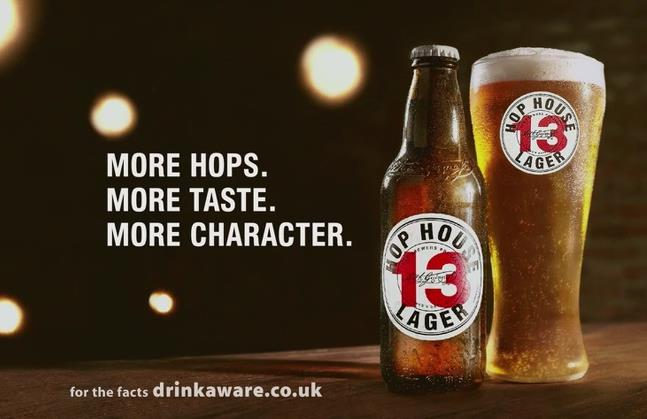 MORE HOPS.
MORE TASTE.
MORE CHARACTER.
HOP HOUSE
13
LAGER
HOP HOUSE
13
LAGER
for the facts drinkaware.co.uk